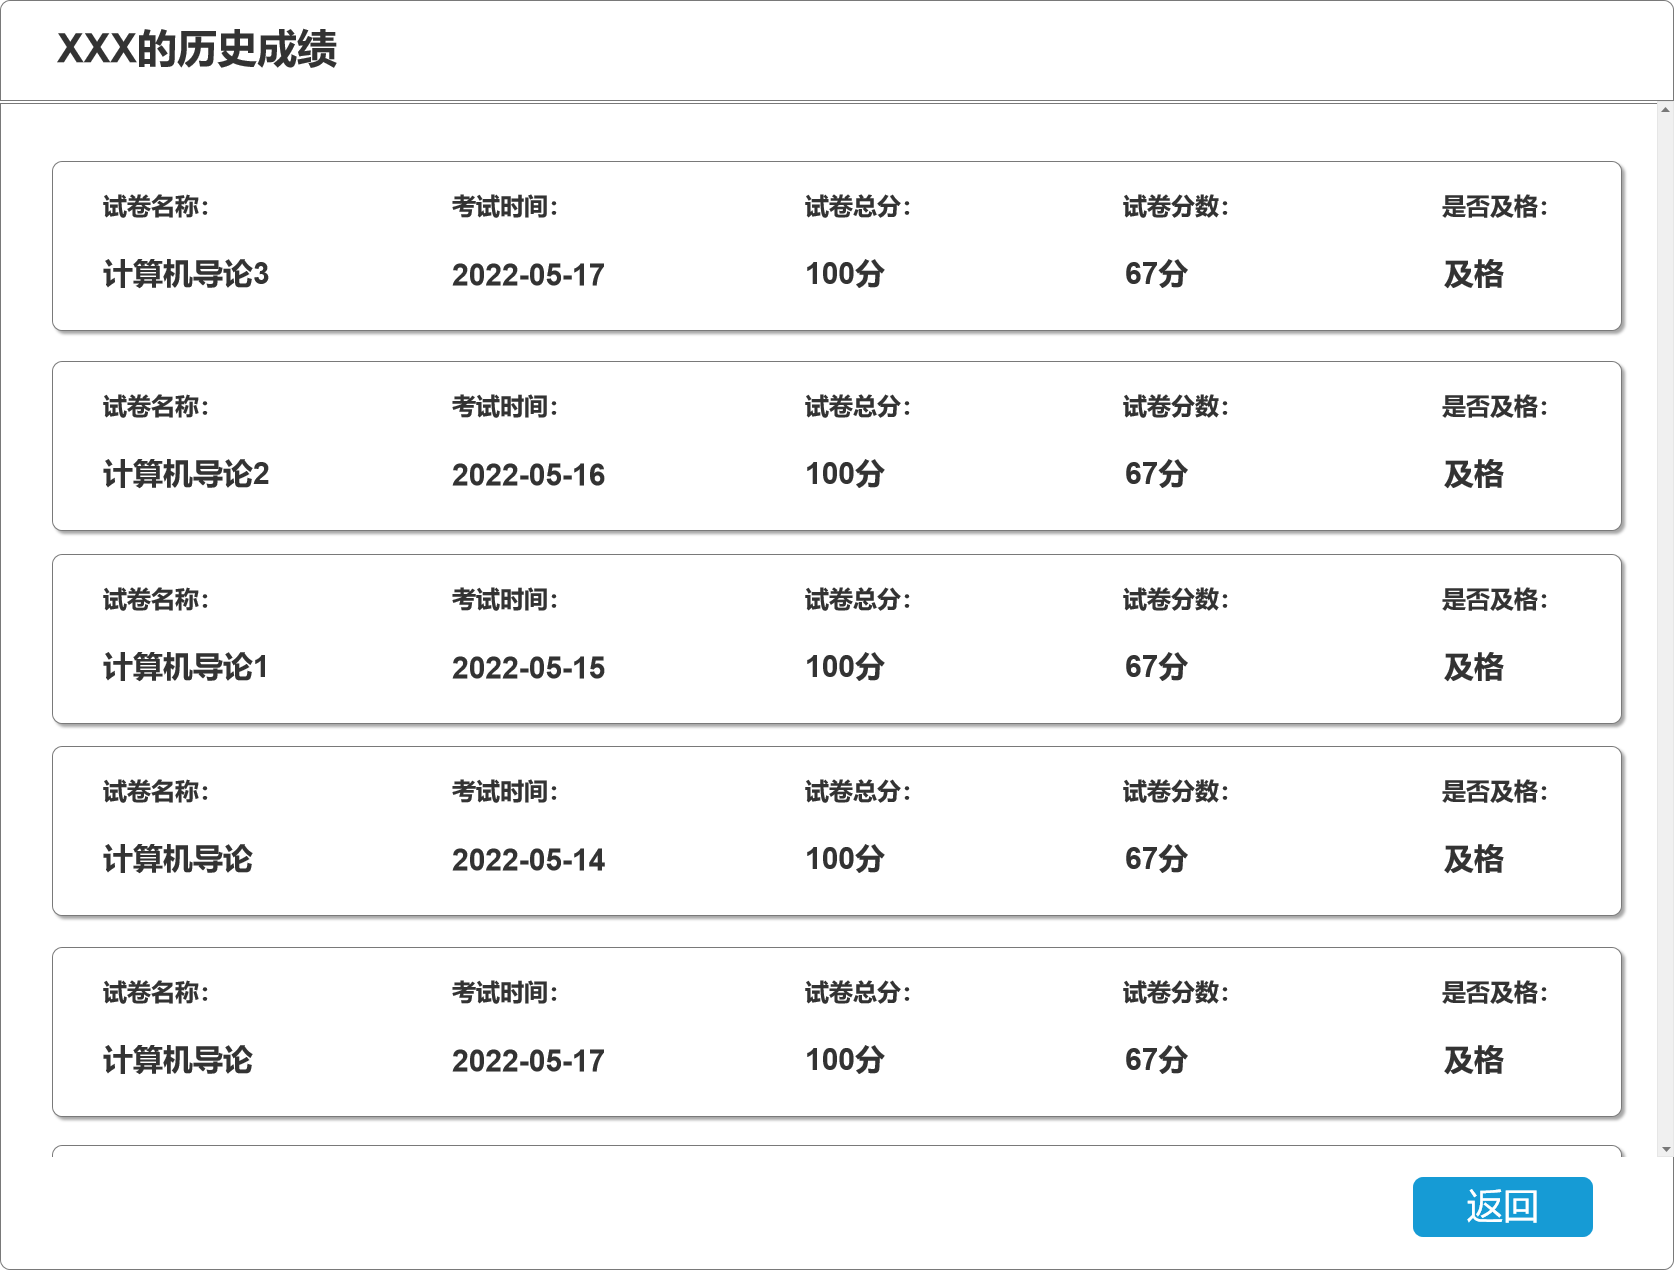 XXX的历史成绩
试卷名称： 考试时间： 试卷总分： 试卷分数： 是否及格：
计算机导论3 2022-05-17 100分 67分 及格
试卷名称： 考试时间： 试卷总分： 试卷分数： 是否及格：
计算机导论2 2022-05-16 100分 67分 及格
试卷名称： 考试时间： 试卷总分： 试卷分数： 是否及格：
计算机导论1 2022-05-15 100分 67分 及格
试卷名称： 考试时间： 试卷总分： 试卷分数： 是否及格：
计算机导论 2022-05-14 100分 67分 及格
试卷名称： 考试时间： 试卷总分： 试卷分数： 是否及格：
计算机导论 2022-05-17 100分 67分 及格
返回